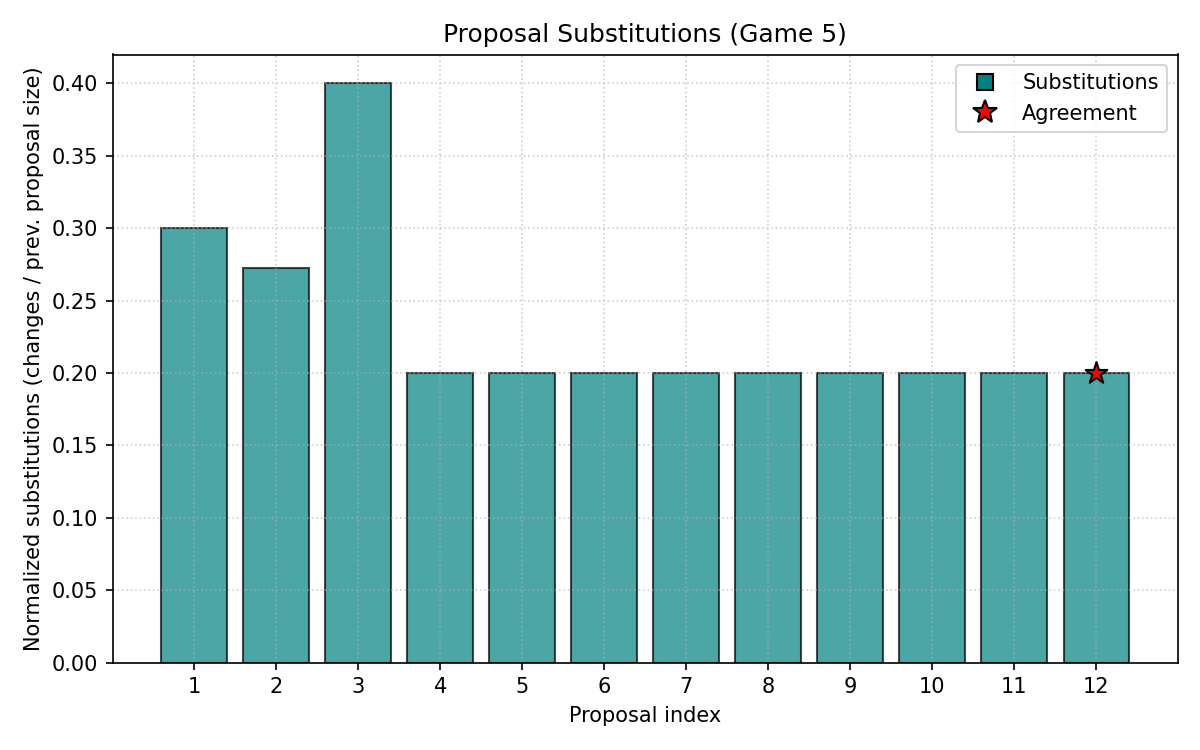 Proposal Substitutions (Game 5)
Normalized substitutions (changes / prev. proposal size)
0.40
0.35
0.30
0.25
0.20
0.15
0.10
0.05
0.00
Substitutions
Agreement
1 2 3 4 5 6 7 8 9 10 11 12
Proposal index